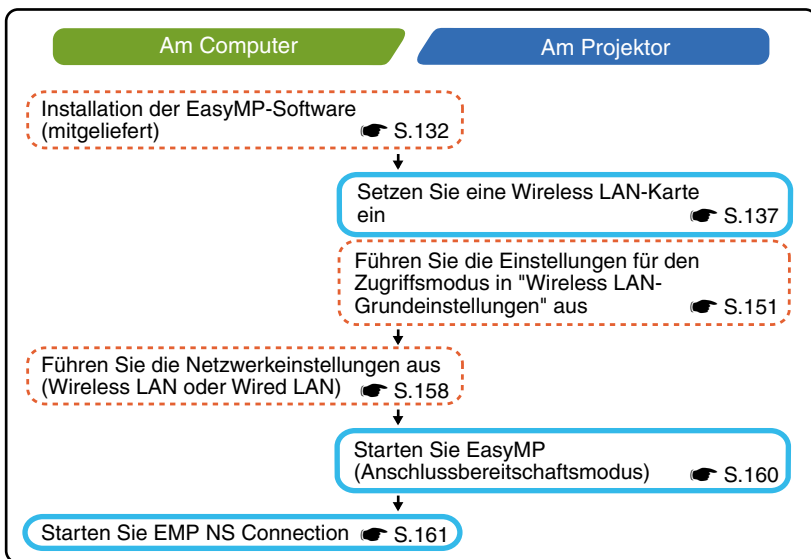 Am Computer
Am Projektor
Installation der EasyMP-Software
(mitgeliefert) S.132
Setzen Sie eine Wireless LAN-Karte
ein S.137
Führen Sie die Einstellungen für den
Zugriffsmodus in "Wireless LAN-
Grundeinstellungen" aus S.151
Führen Sie die Netzwerkeinstellungen aus
(Wireless LAN oder Wired LAN) S.158
Starten Sie EasyMP
(Anschlussbereitschaftsmodus) S.160
Starten Sie EMP NS Connection S.161